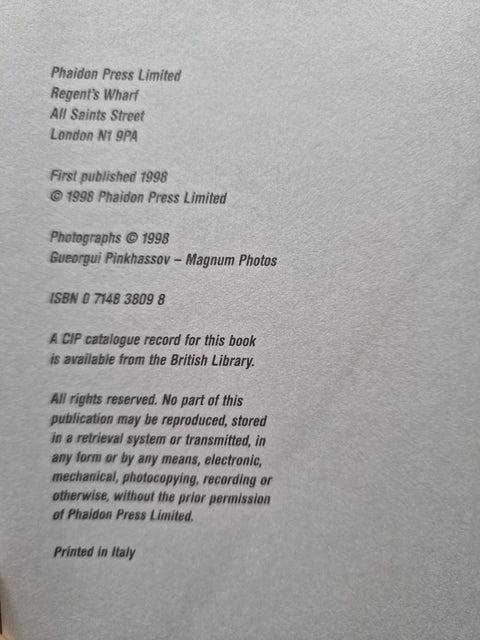 Phaidon Press Limited
Regent's Wharf
All Saints Street
London N1 9PA
First published 1998
© 1998 Phaidon Press Limited
Photographs © 1998
Gueorgui Pinkhassov – Magnum Photos
ISBN 0 7148 3809 8
A CIP catalogue record for this book
is available from the British Library.
All rights reserved. No part of this
publication may be reproduced, stored
in a retrieval system or transmitted, in
any form or by any means, electronic,
mechanical, photocopying, recording or
otherwise, without the prior permission
of Phaidon Press Limited.
Printed in Italy